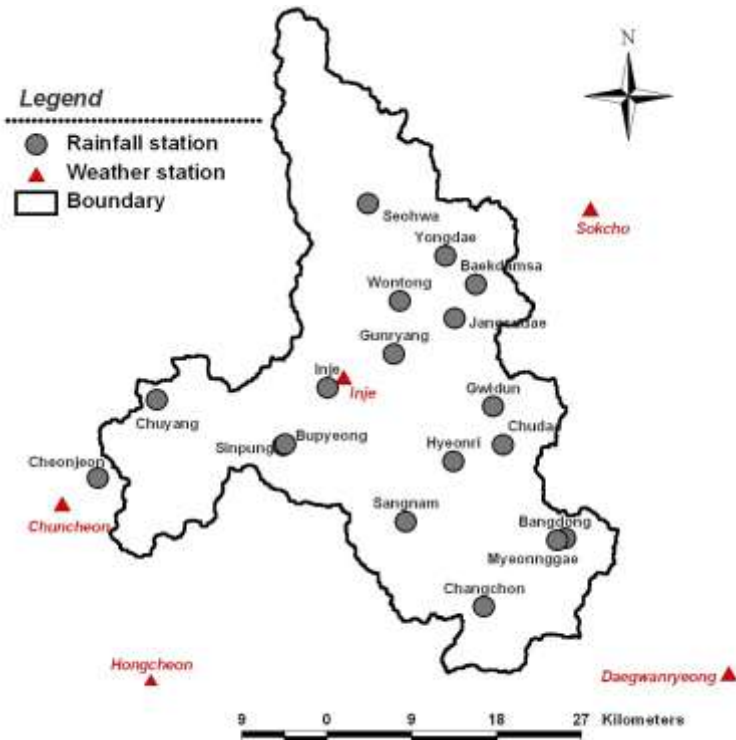 N
Legend
Rainfall station
Weather station
Boundary
Seohwa
Sokcho
Yongdae
Baekdamsa
Wontong
Jangsudae
Gunryang
Inje
Inje
Gwidun
Chuyang
Bupyeong
Sinpung
Hyeonri
Cheonjeon
Chuncheon
Sangnam
Bangdong
Myeonnggae
Changchon
Hongcheon
Daegwanryeong
9 0 9 18 27 Kilometers